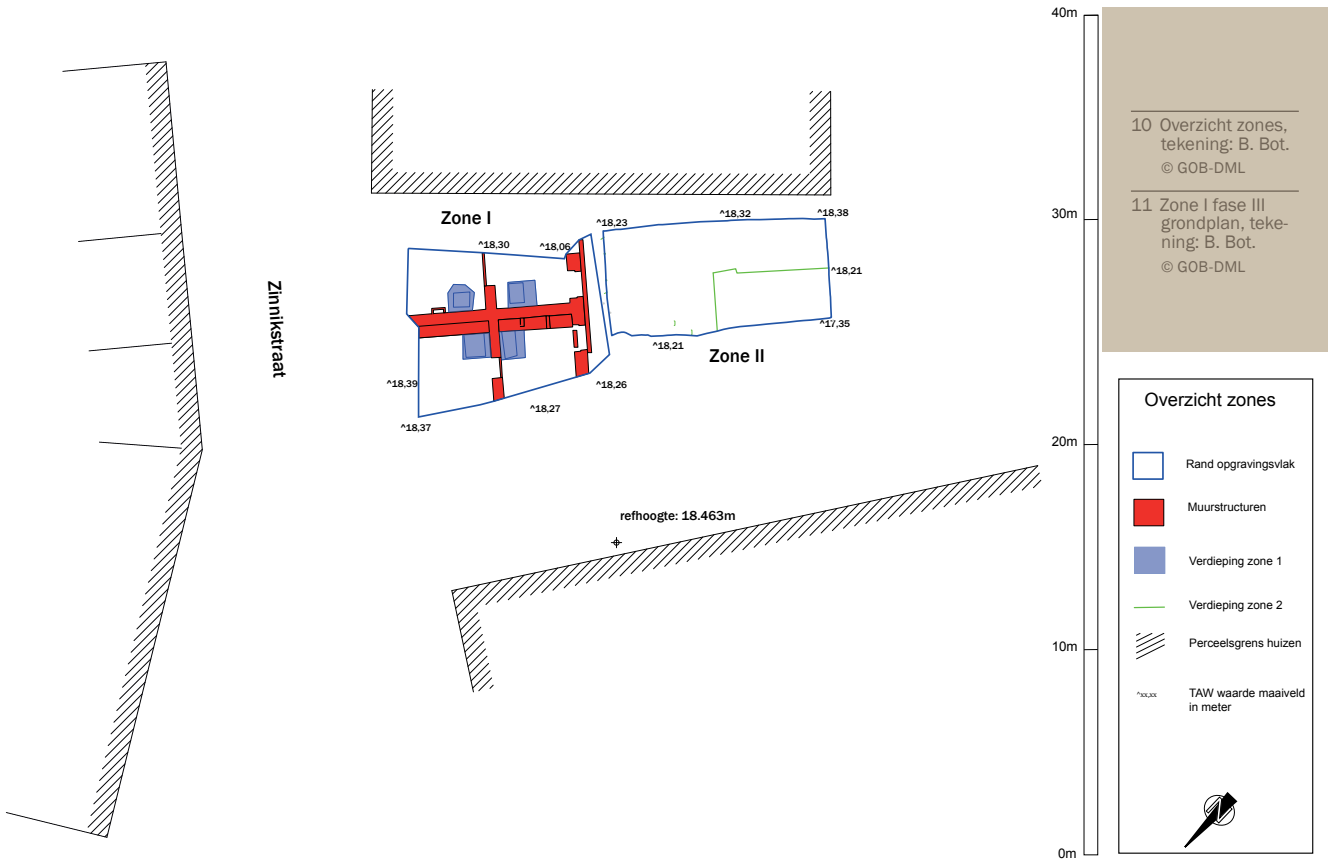 40m
10 Overzicht zones,
tekening: B. Bot.
© GOB-DML
11 Zone I fase III
grondplan, teke-
ning: B. Bot.
© GOB-DML
30m
Zone I
^18,30
^18,06
^18,23
^18,32
^18,38
^18,21
^17,35
^18,21
Zone II
Zinnikstraat
^18,39
^18,37
^18,27
^18,26
20m
refhoogte: 18.463m
10m
0m
Overzicht zones
Rand opgravingsvlak
Muurstructuren
Verdieping zone 1
Verdieping zone 2
Perceelsgrens huizen
^xx,xx TAW waarde maaiveld
in meter